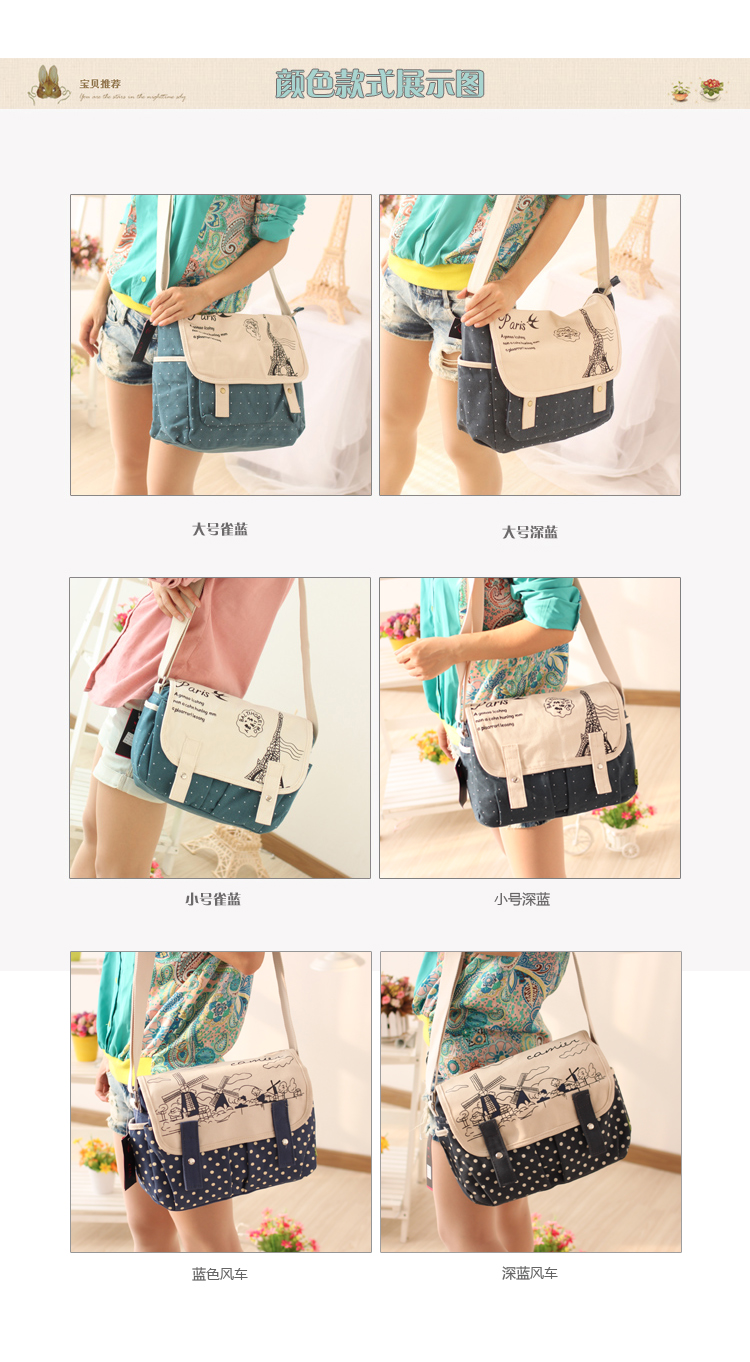 宝贝推荐
You are the stars in the nighttime sky
颜色款式展示图
Paris
Paris
大号雀蓝
大号深蓝
Paris
Paris
小号雀蓝
小号深蓝
camier
camier
蓝色风车
深蓝风车